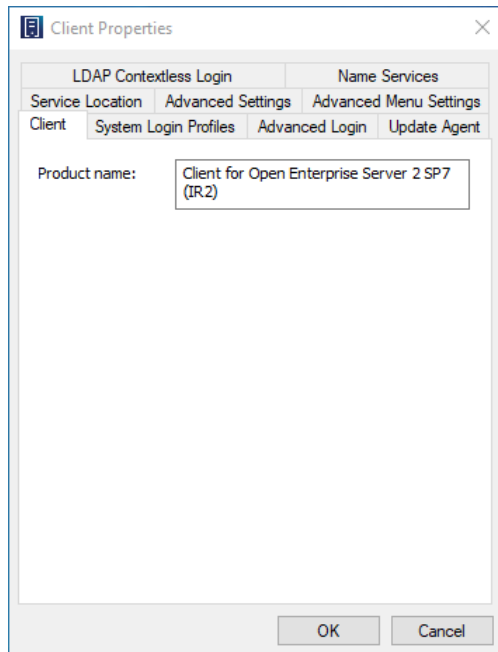 Client Properties
LDAP Contextless Login Name Services
Service Location Advanced Settings Advanced Menu Settings
Client System Login Profiles Advanced Login Update Agent
Product name: Client for Open Enterprise Server 2 SP7
(IR2)
OK Cancel